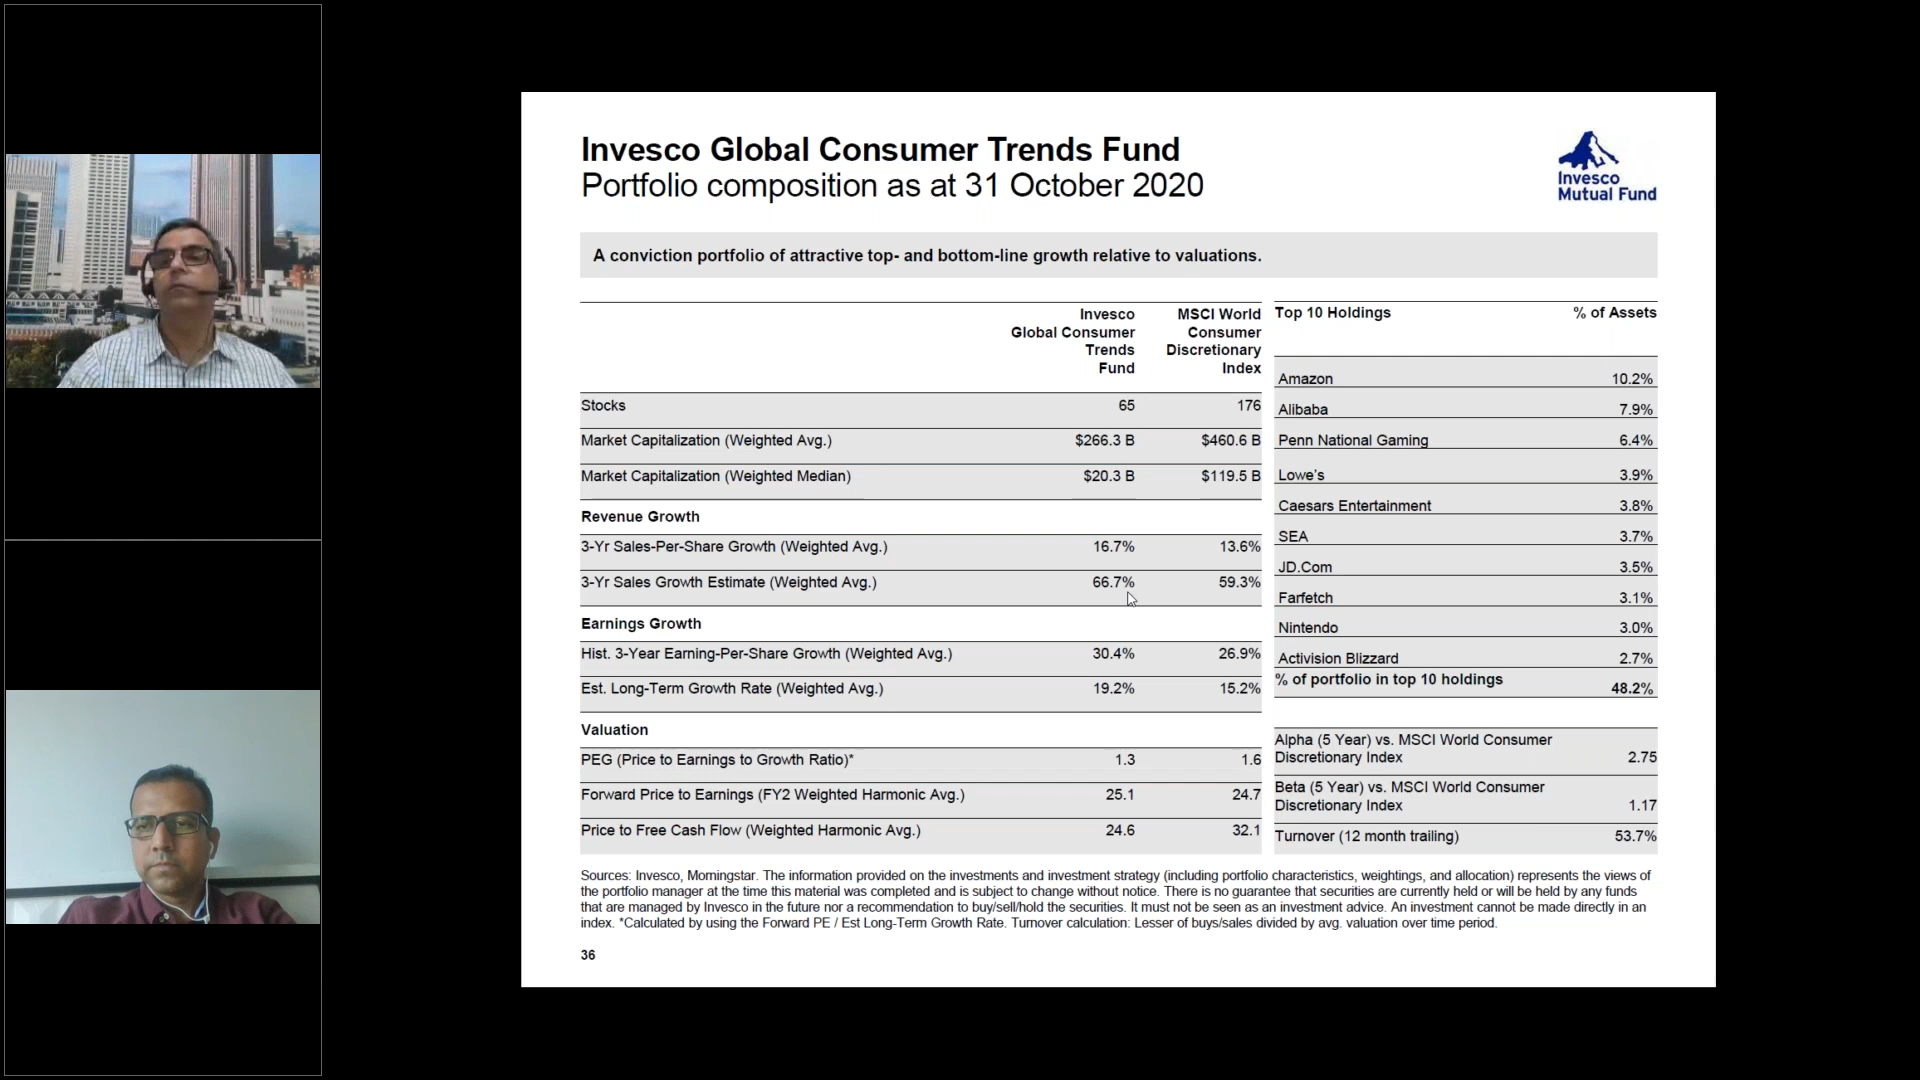 Invesco Global Consumer Trends Fund
Portfolio composition as at 31 October 2020
Invesco
Mutual Fund
A conviction portfolio of attractive top- and bottom-line growth relative to valuations.
Invesco
Global Consumer
Trends
Fund
MSCI World
Consumer
Discretionary
Index
Stocks 65 176
Market Capitalization (Weighted Avg.) $266.3 B $460.6 B
Market Capitalization (Weighted Median) $20.3 B $119.5 B
Revenue Growth
3-Yr Sales-Per-Share Growth (Weighted Avg.) 16.7% 13.6%
3-Yr Sales Growth Estimate (Weighted Avg.) 66.7% 59.3%
Earnings Growth
Hist. 3-Year Earning-Per-Share Growth (Weighted Avg.) 30.4% 26.9%
Est. Long-Term Growth Rate (Weighted Avg.) 19.2% 15.2%
Valuation
PEG (Price to Earnings to Growth Ratio)* 1.3 1.6
Forward Price to Earnings (FY2 Weighted Harmonic Avg.) 25.1 24.7
Price to Free Cash Flow (Weighted Harmonic Avg.) 24.6 32.1
Top 10 Holdings % of Assets
Amazon 10.2%
Alibaba 7.9%
Penn National Gaming 6.4%
Lowe's 3.9%
Caesars Entertainment 3.8%
SEA 3.7%
JD.Com 3.5%
Farfetch 3.1%
Nintendo 3.0%
Activision Blizzard 2.7%
% of portfolio in top 10 holdings 48.2%
Alpha (5 Year) vs. MSCI World Consumer
Discretionary Index 2.75
Beta (5 Year) vs. MSCI World Consumer
Discretionary Index 1.17
Turnover (12 month trailing) 53.7%
Sources: Invesco, Morningstar. The information provided on the investments and investment strategy (including portfolio characteristics, weightings, and allocation) represents the views of
the portfolio manager at the time this material was completed and is subject to change without notice. There is no guarantee that securities are currently held or will be held by any funds
that are managed by Invesco in the future nor a recommendation to buy/sell/hold the securities. It must not be seen as an investment advice. An investment cannot be made directly in an
index. *Calculated by using the Forward PE / Est Long-Term Growth Rate. Turnover calculation: Lesser of buys/sales divided by avg. valuation over time period.
36